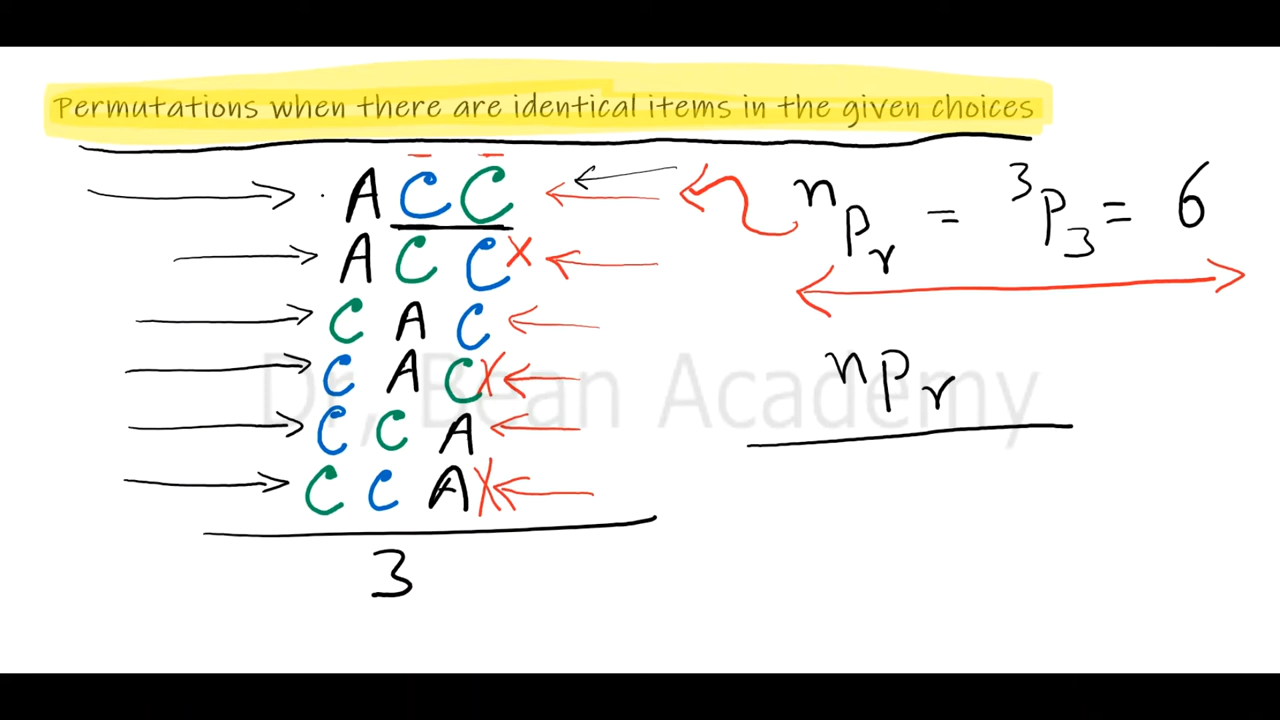 Permutations when there are identical items in the given choices
A C C
A C C X
C A C
C A C X
C C A
C C A X
3
nPr = 3P3 = 6
nPr
Dr, Bean Academy